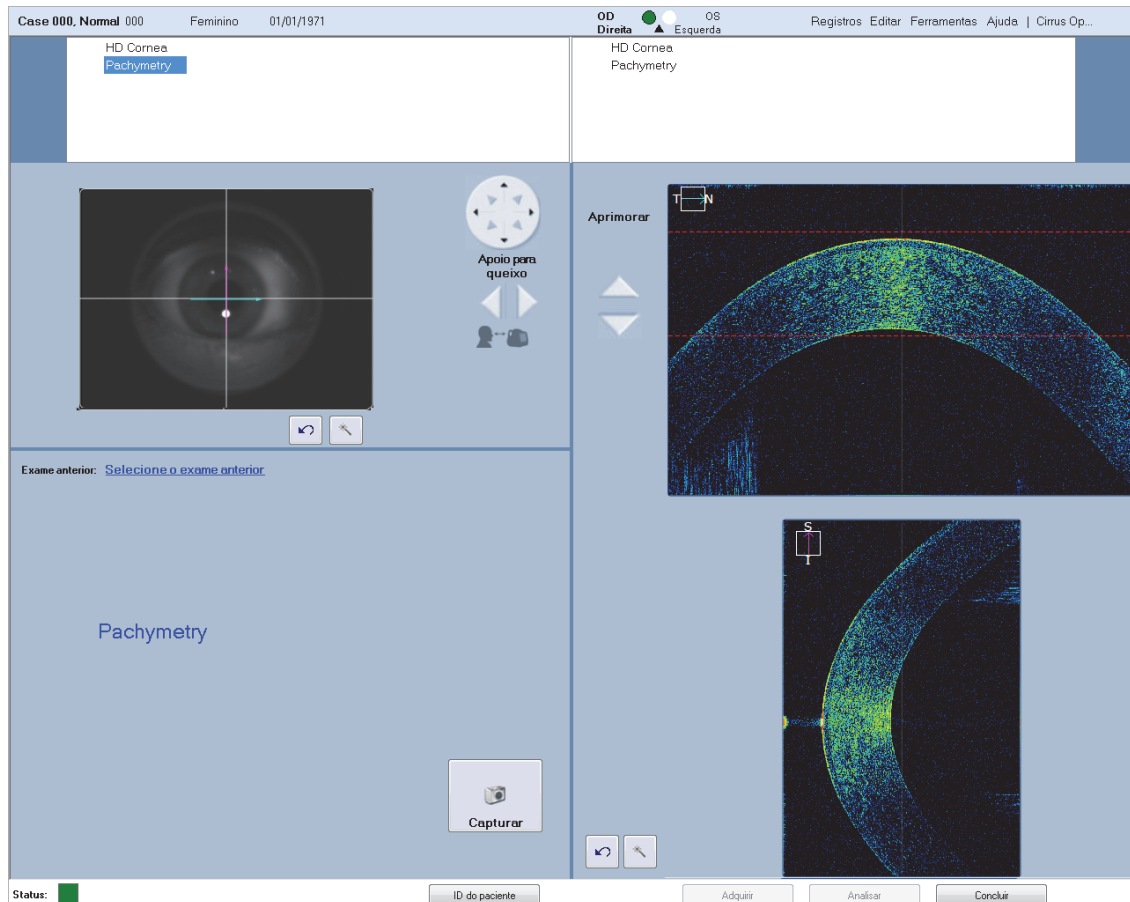 Case 000, Normal 000 Feminino 01/01/1971 OD OS Registros Editar Ferramentas Ajuda | Cirrus Op...
Direita Esquerda
HD Cornea
Pachymetry
HD Cornea
Pachymetry
Apoio para
queixo
Exame anterior: Selecione o exame anterior
Pachymetry
Capturar
Aprimorar
T N
S
I
Status: ID do paciente Adquirir Analisar Concluir